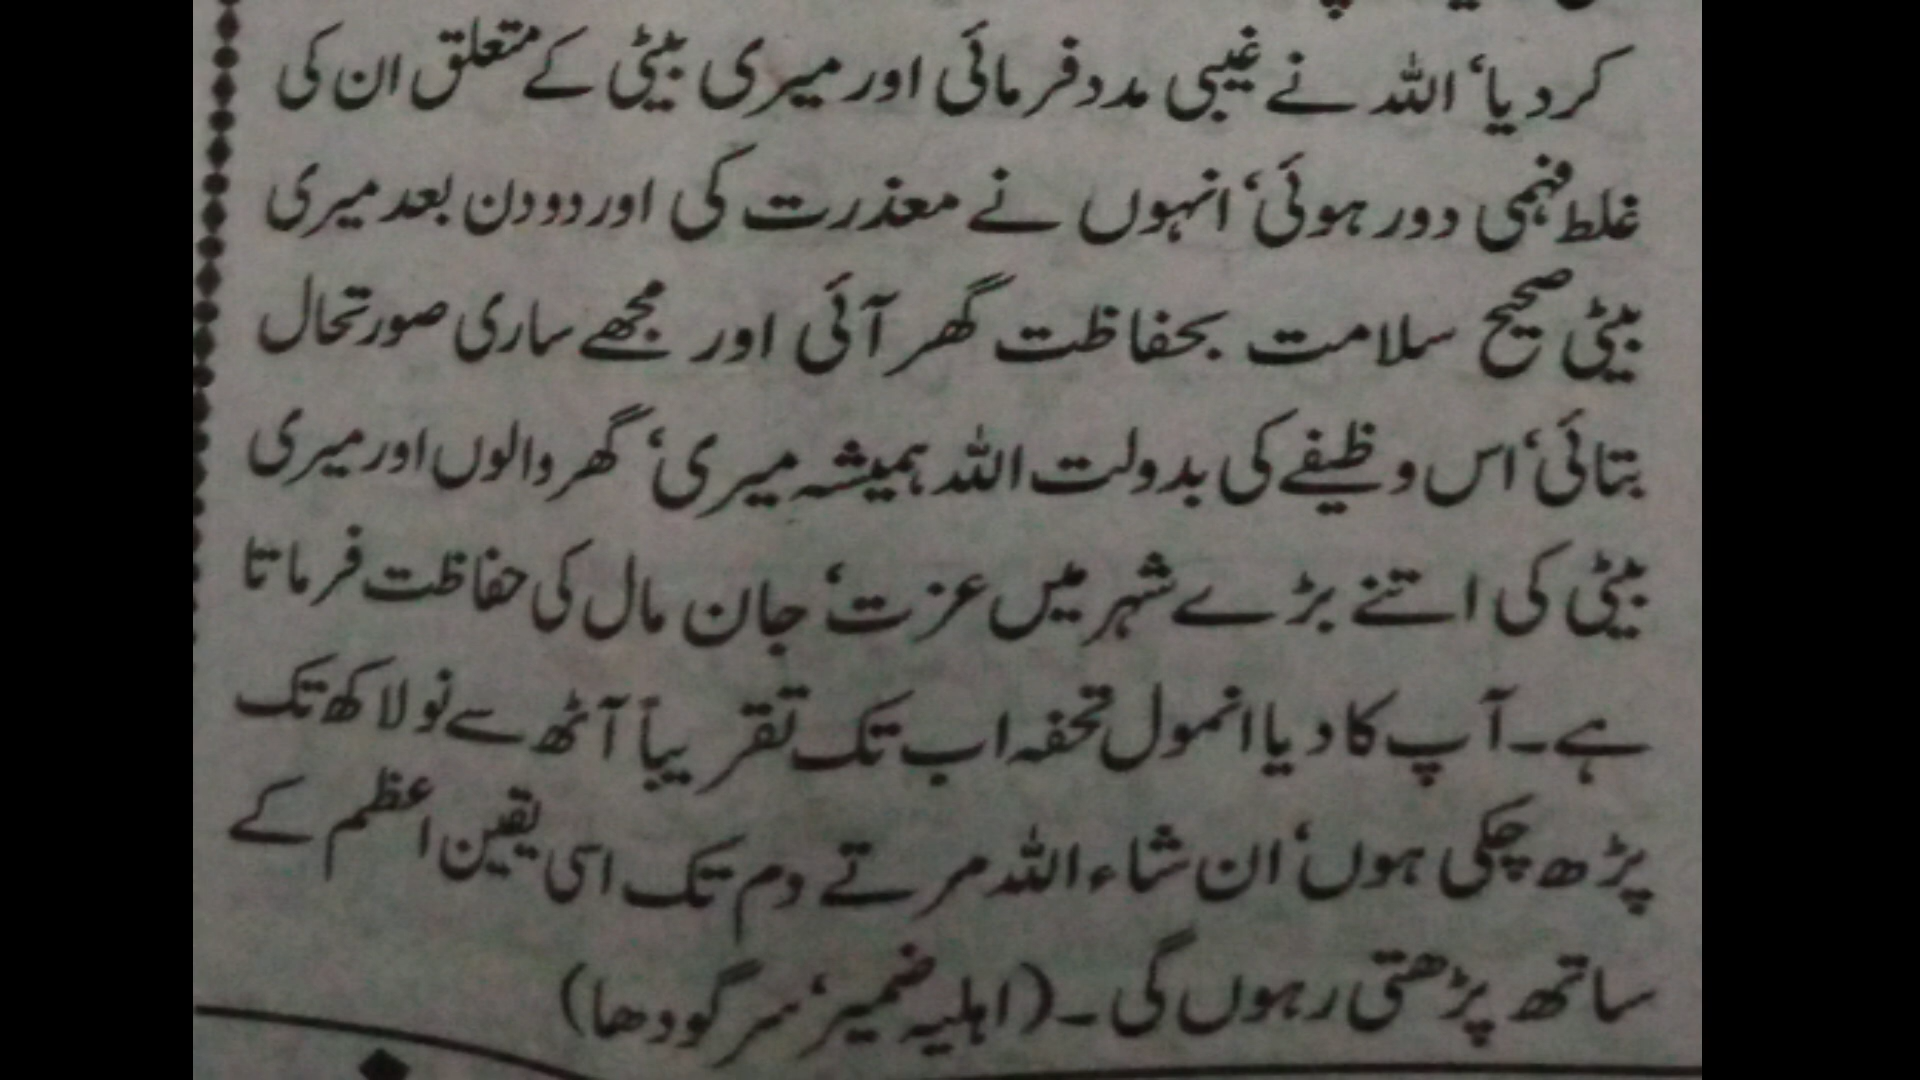 کردیا‘ اللہ نے غیبی مدد فرمائی اور میری بیٹی کے متعلق ان کی
غلط فہمی دور ہوئی‘ انہوں نے معذرت کی اور دو دن بعد میری
بیٹی صحیح سلامت بحفاظت گھر آئی اور مجھے ساری صورتحال
بتائی‘ اس وظیفے کی بدولت اللہ ہمیشہ میری‘ گھر والوں اور میری
بیٹی کی اتنے بڑے شہر میں عزت‘ جان مال کی حفاظت فرماتا
ہے۔ آپ کا دیا انمول تحفہ اب تک تقریباً آٹھ سے نو لاکھ تک
پڑھ چکی ہوں‘ ان شاء اللہ مرتے دم تک اسی یقین اعظم کے
ساتھ پڑھتی رہوں گی۔ (اہلیہ ضمیر‘ سرگودھا)